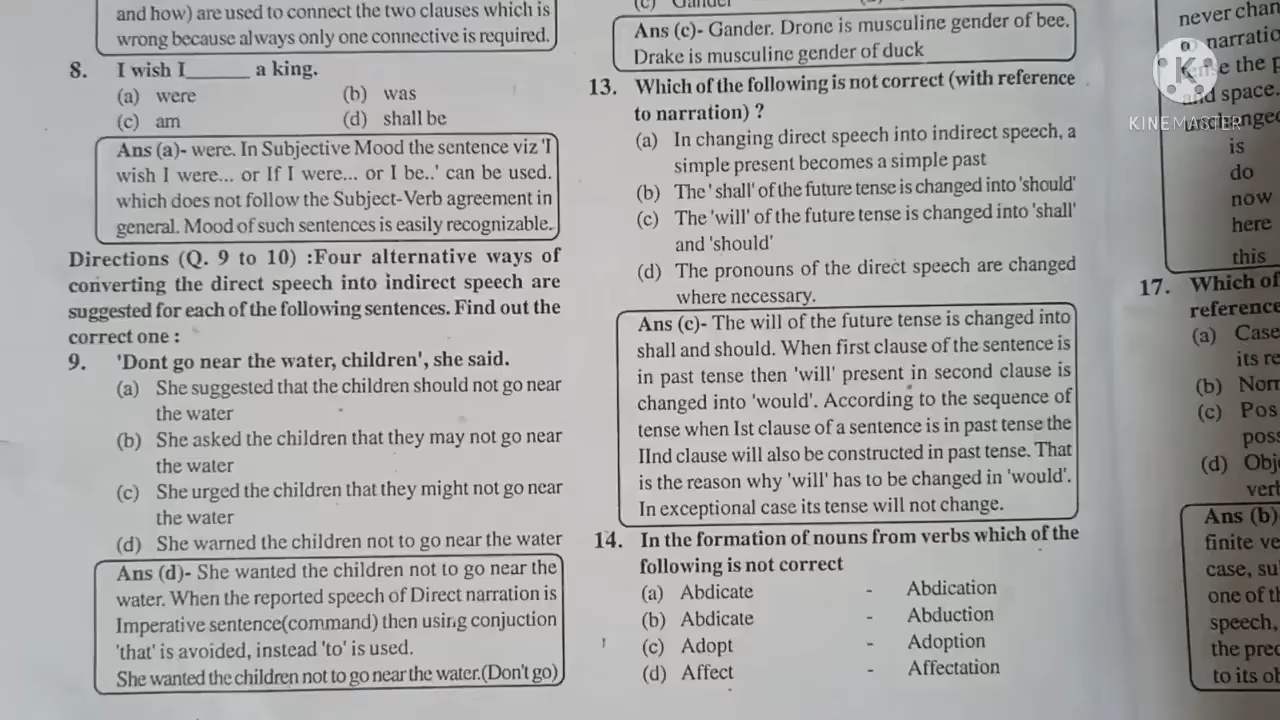 and how) are used to connect the two clauses which is
wrong because always only one connective is required.
8. I wish I______ a king.
(a) were (b) was
(c) am (d) shall be
Ans (a)- were. In Subjective Mood the sentence viz 'I
wish I were... or If I were... or I be..' can be used.
which does not follow the Subject-Verb agreement in
general. Mood of such sentences is easily recognizable.
Directions (Q. 9 to 10) :Four alternative ways of
converting the direct speech into indirect speech are
suggested for each of the following sentences. Find out the
correct one :
9. 'Dont go near the water, children', she said.
(a) She suggested that the children should not go near
the water
(b) She asked the children that they may not go near
the water
(c) She urged the children that they might not go near
the water
(d) She warned the children not to go near the water
Ans (d)- She wanted the children not to go near the
water. When the reported speech of Direct narration is
Imperative sentence(command) then using conjuction
'that' is avoided, instead 'to' is used.
She wanted the children not to go near the water.(Don't go)
(c) Gander
Ans (c)- Gander. Drone is musculine gender of bee.
Drake is musculine gender of duck
13. Which of the following is not correct (with reference
to narration) ?
(a) In changing direct speech into indirect speech, a
simple present becomes a simple past
(b) The ' shall' of the future tense is changed into 'should'
(c) The 'will' of the future tense is changed into 'shall'
and 'should'
(d) The pronouns of the direct speech are changed
where necessary.
Ans (c)- The will of the future tense is changed into
shall and should. When first clause of the sentence is
in past tense then 'will' present in second clause is
changed into 'would'. According to the sequence of
tense when Ist clause of a sentence is in past tense the
IInd clause will also be constructed in past tense. That
is the reason why 'will' has to be changed in 'would'.
In exceptional case its tense will not change.
14. In the formation of nouns from verbs which of the
following is not correct
(a) Abdicate - Abdication
(b) Abdicate - Abduction
(c) Adopt - Adoption
(d) Affect - Affectation
never chan
narratio
e the p
and space.
K
KINEMASTER
is
do
now
here
this
17. Which of
reference
(a) Case
its re
(b) Nom
(c) Pos
poss
(d) Obj
vert
Ans (b)
finite ve
case, su
one of th
speech,
the pred
to its ob